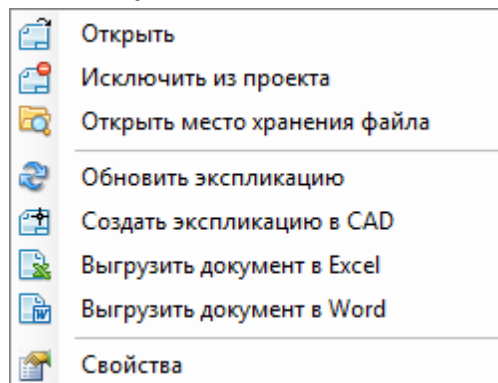 Открыть
Исключить из проекта
Открыть место хранения файла
Обновить экспликацию
Создать экспликацию в CAD
Выгрузить документ в Excel
Выгрузить документ в Word
Свойства